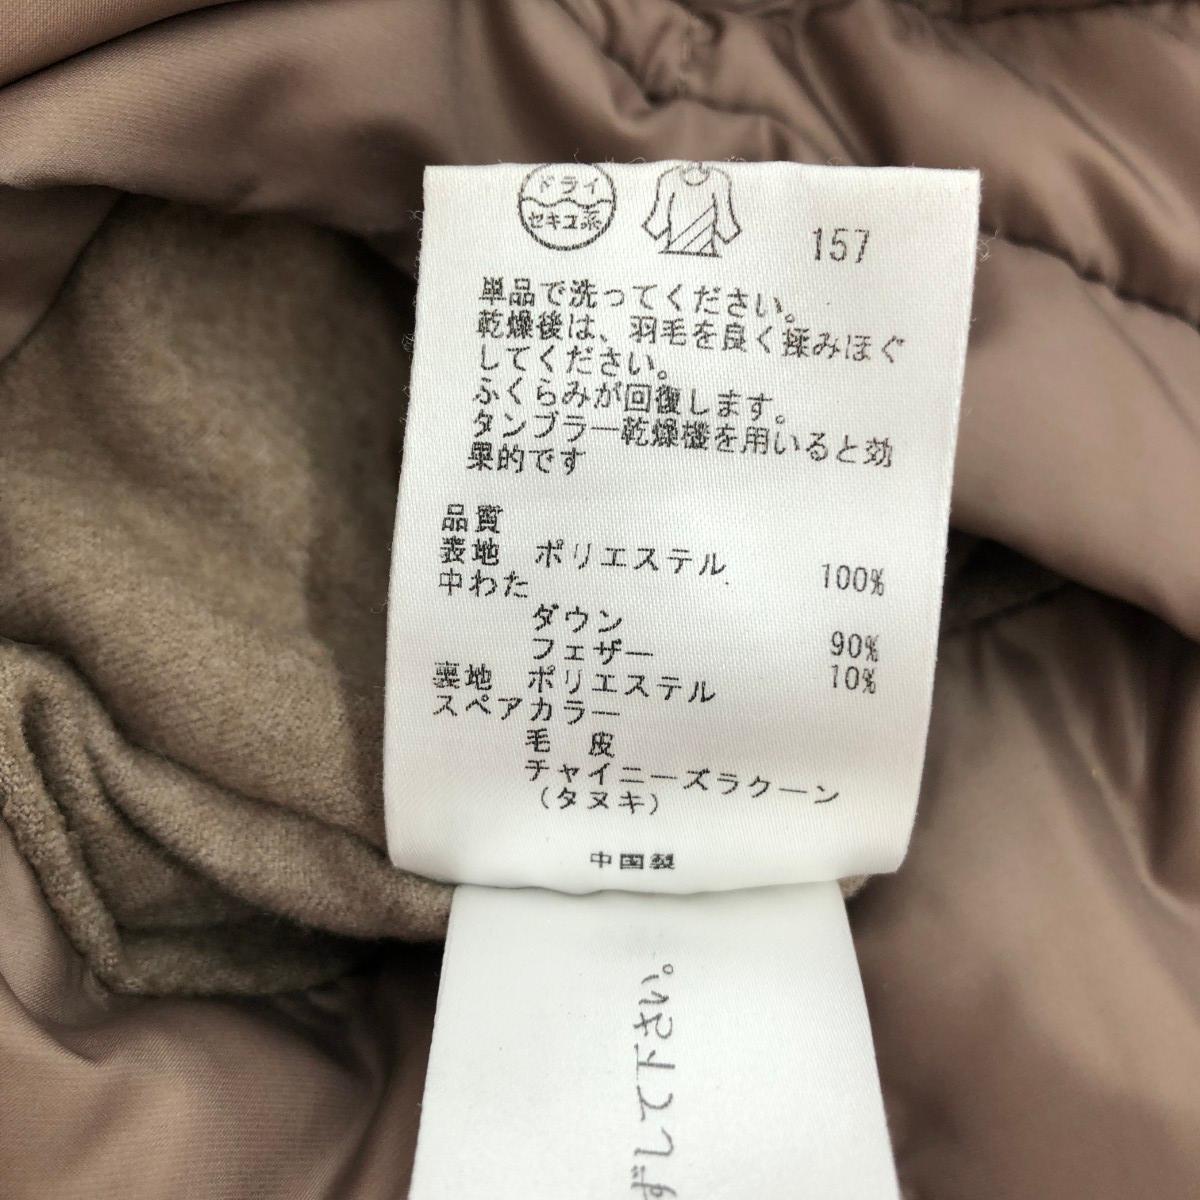 ドライ
セキユ系
157
単品で洗ってください。
乾燥後は、羽毛を良く揉みほぐ
してください。
ふくらみが回復します。
タンブラー乾燥機を用いると効
果的です
品質
表地 ポリエステル 100%
中わた
ダウン 90%
フェザー 10%
裏地 ポリエステル
スペアカラー
毛 皮
チャイニーズラクーン
(タヌキ)
中国製
ずして下さい。